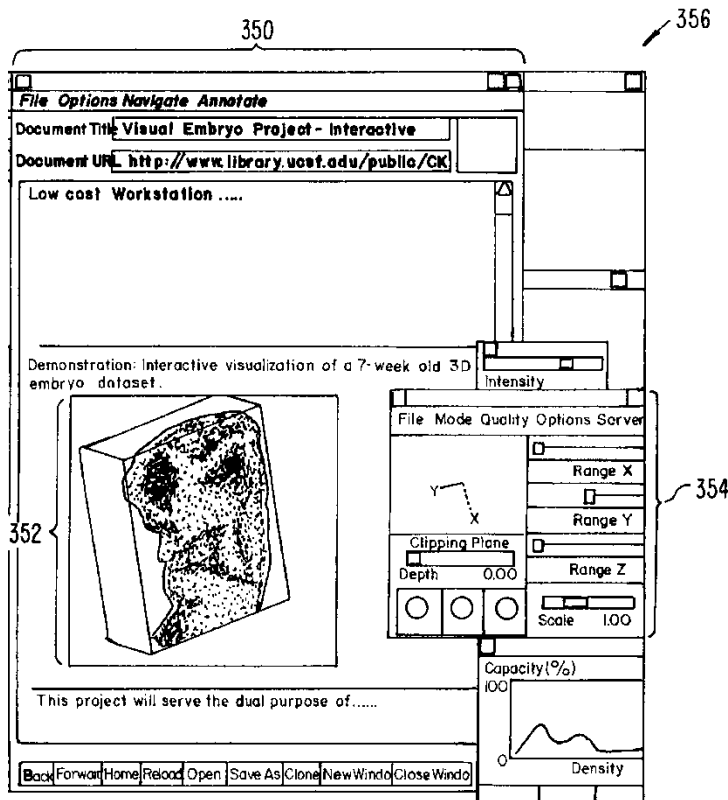 350
356
File Options Navigate Annotate
Document Title Visual Embryo Project - Interactive
Document URL http://www.library.ucsf.edu/public/CK
Low cost Workstation .....
Demonstration: Interactive visualization of a 7-week old 3D
embryo dataset.
Intensity
File Mode Quality Options Server
Range X
Y
X
Range Y
354
352
Clipping Plane
Depth 0.00
Range Z
Scale 1.00
Capacity (%)
100
0
Density
This project will serve the dual purpose of......
Back Forwar Home Reload Open Save As Clone New Windo Close Windo